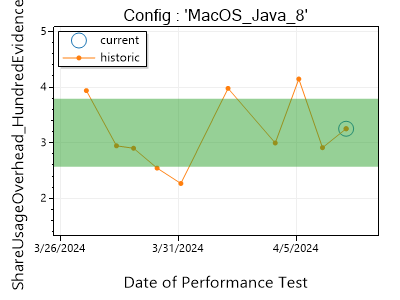 Config : 'MacOS_Java_8'
ShareUsageOverhead_HundredEvidence
5
4
3
2
current
historic
3/26/2024
3/31/2024
4/5/2024
Date of Performance Test